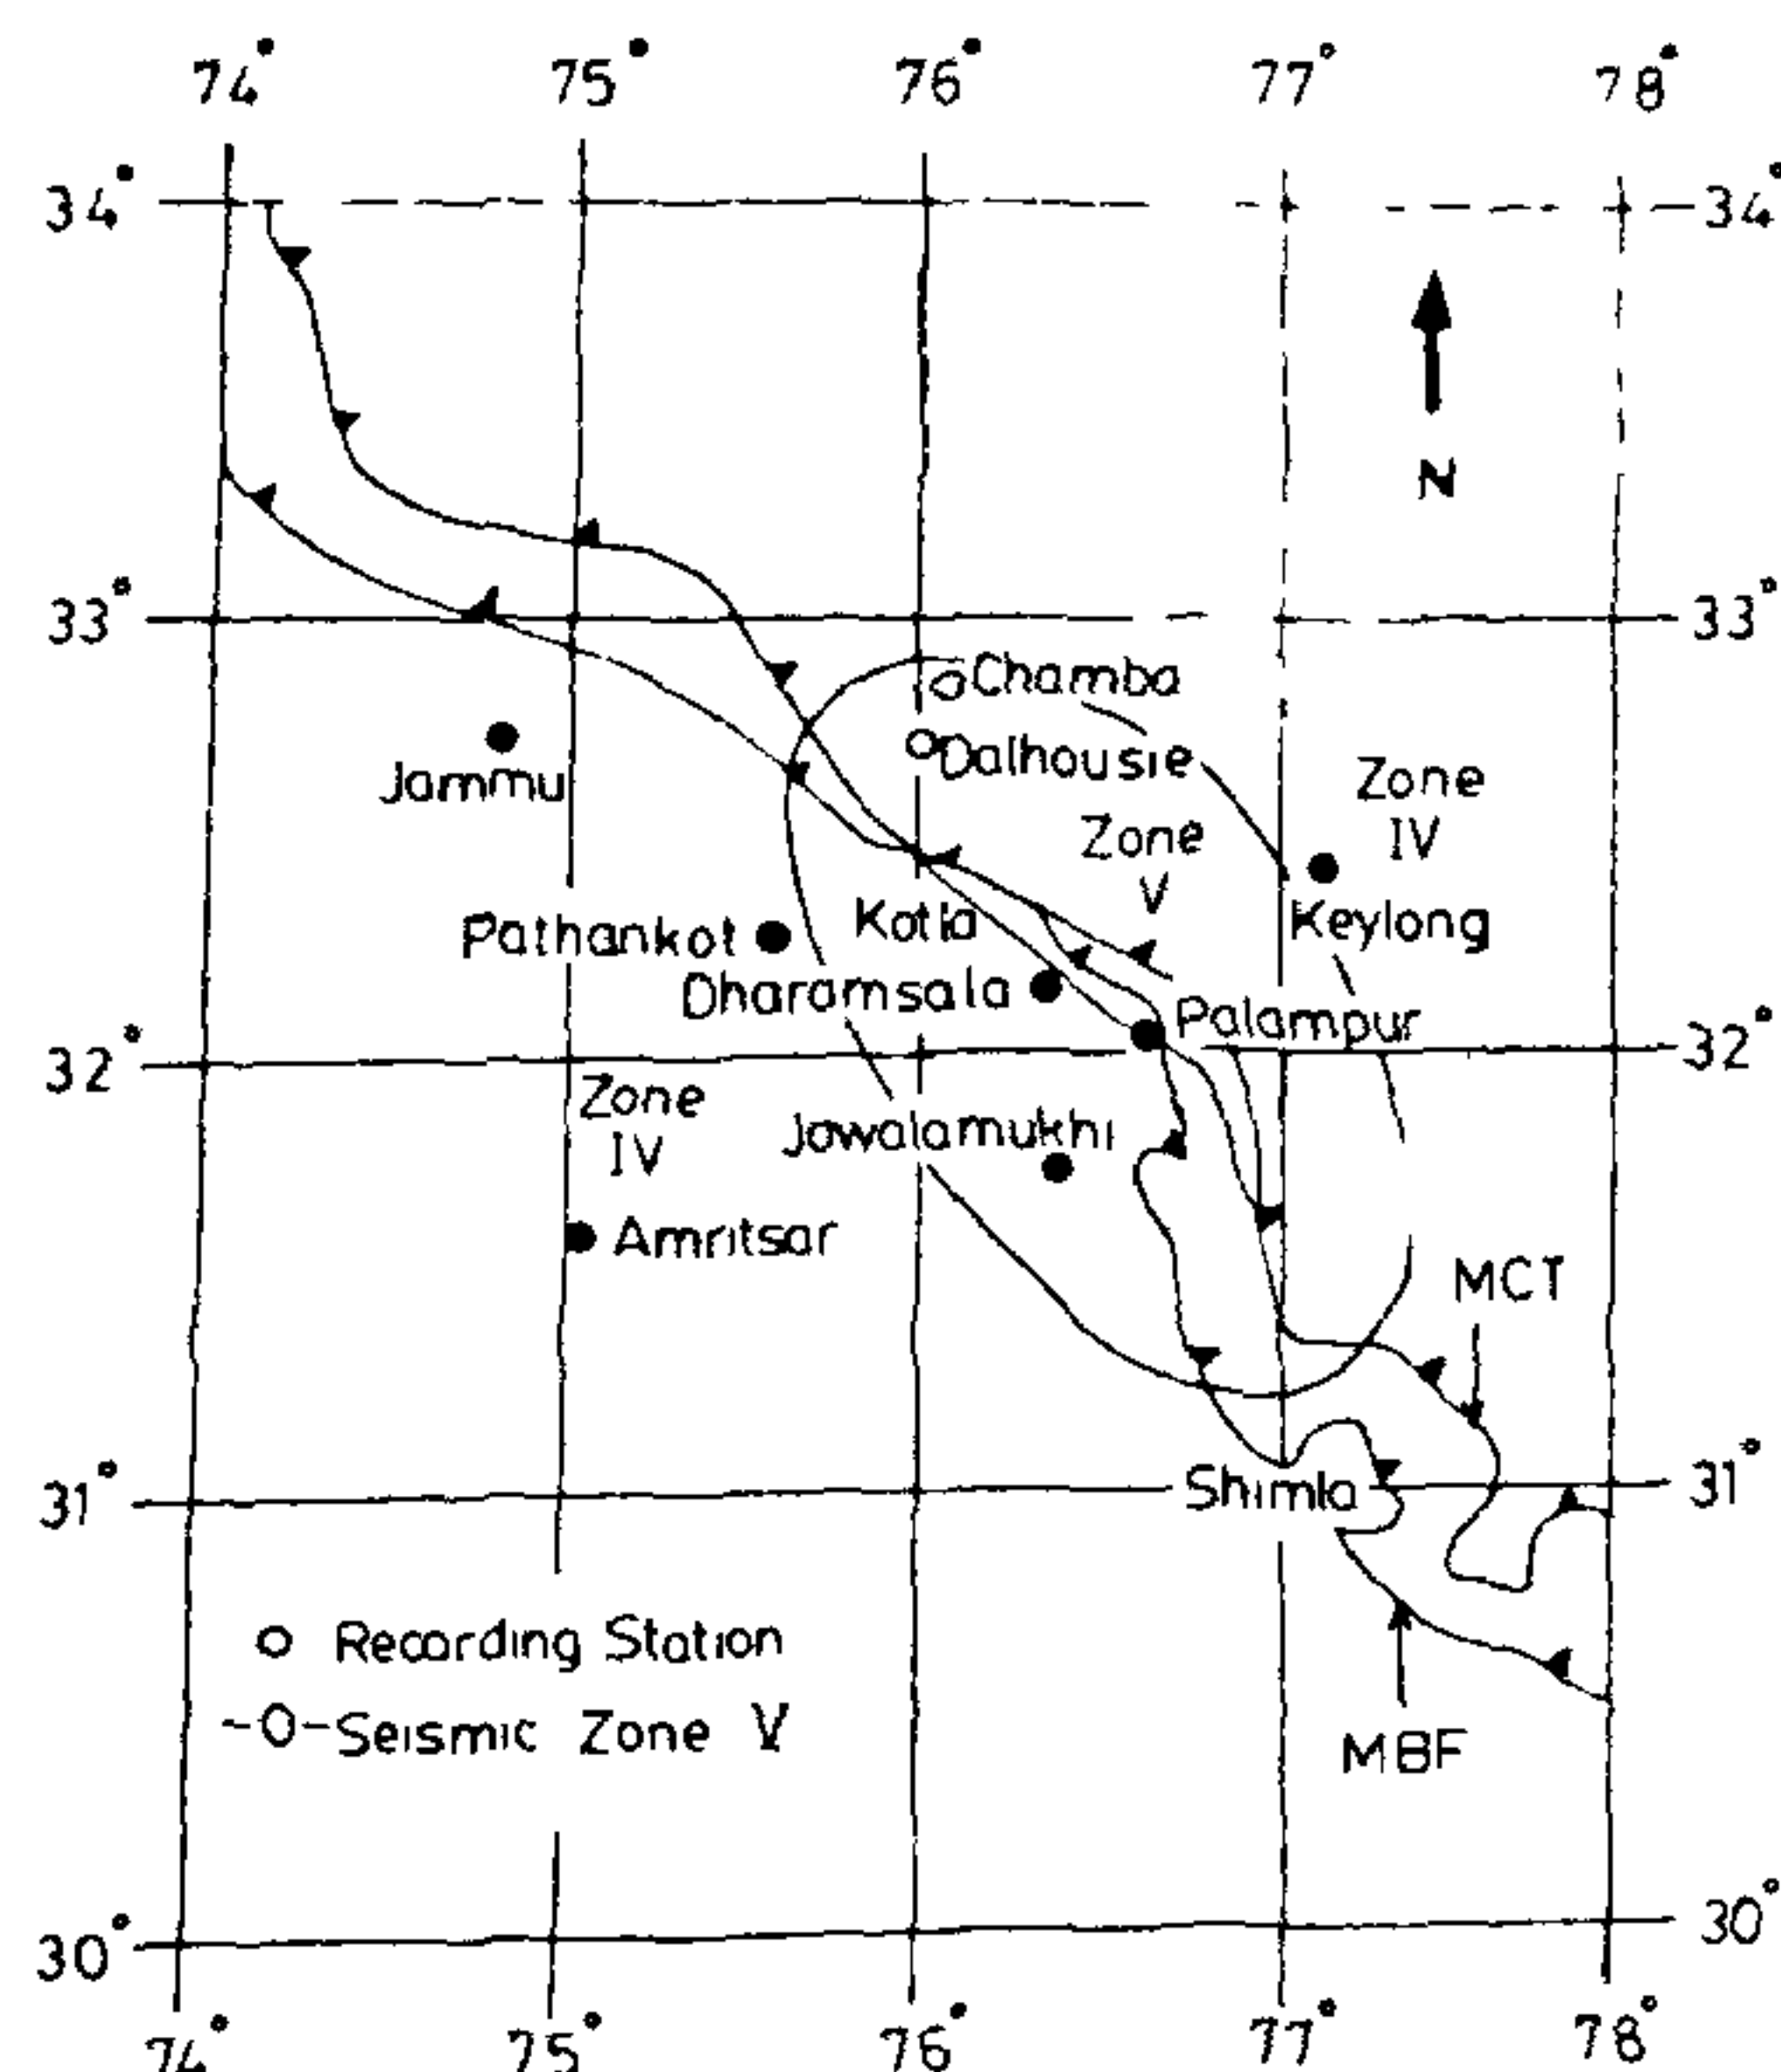 74° 75° 76° 77° 78°
34° 34°
N
33° 33°
Chamba
Dalhousie
Jammu
Zone
IV
Zone
V
Keylong
Kotla
Pathankot
Dharamsala
Palampur
32° 32°
Zone
IV
Jawalamukhi
Amritsar
MCT
31° 31°
Shimla
O Recording Station
-O- Seismic Zone V
MBF
30° 30°
74° 75° 76° 77° 78°